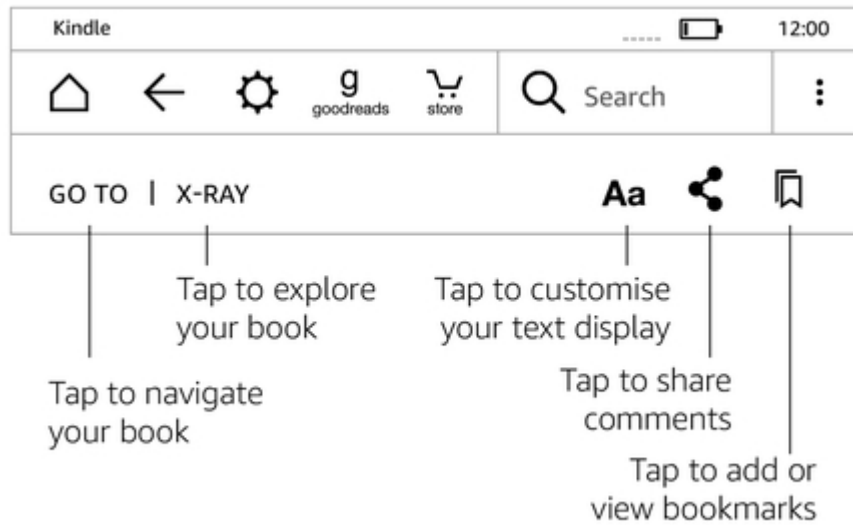 Kindle 12:00
g
goodreads store Search
GO TO | X-RAY Aa
Tap to explore
your book
Tap to customise
your text display
Tap to navigate
your book
Tap to share
comments
Tap to add or
view bookmarks